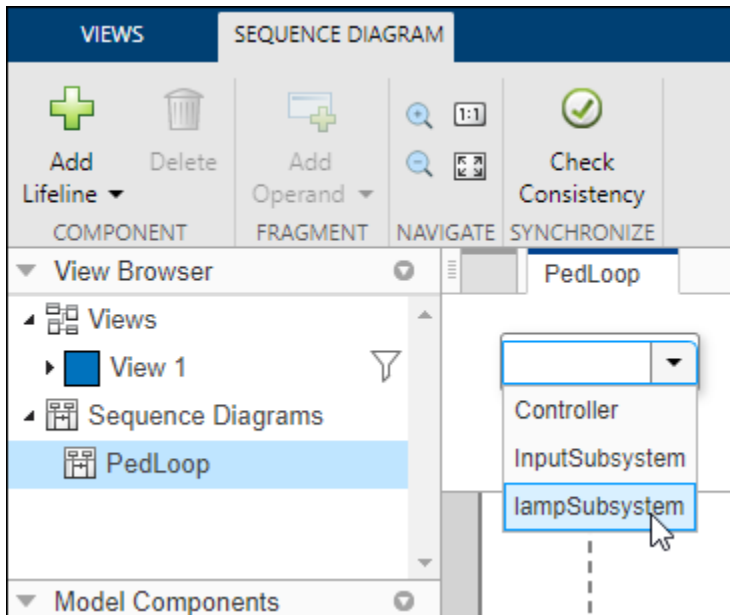 VIEWS
SEQUENCE DIAGRAM
Add
Lifeline
Delete
Add
Operand
1:1
Check
Consistency
COMPONENT
FRAGMENT
NAVIGATE
SYNCHRONIZE
View Browser
Views
View 1
Sequence Diagrams
PedLoop
Model Components
PedLoop
Controller
InputSubsystem
lampSubsystem